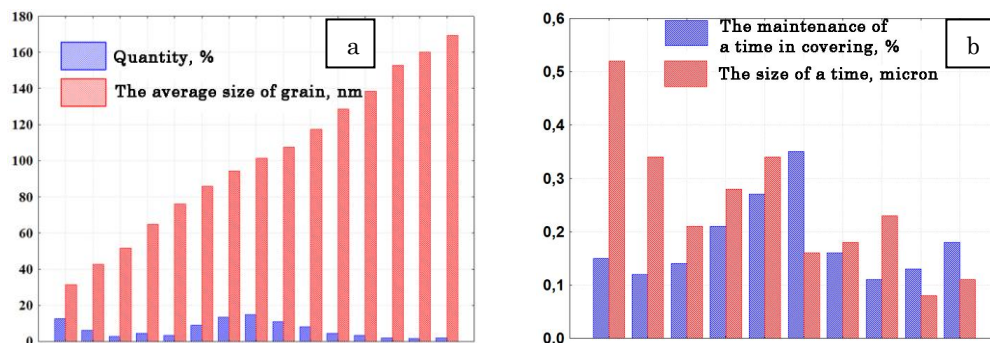 180
160
140
120
100
80
60
40
20
0
Quantity, %
The average size of grain, nm
a
0,6
0,5
0,4
0,3
0,2
0,1
0,0
The maintenance of
a time in covering, %
The size of a time, micron
b